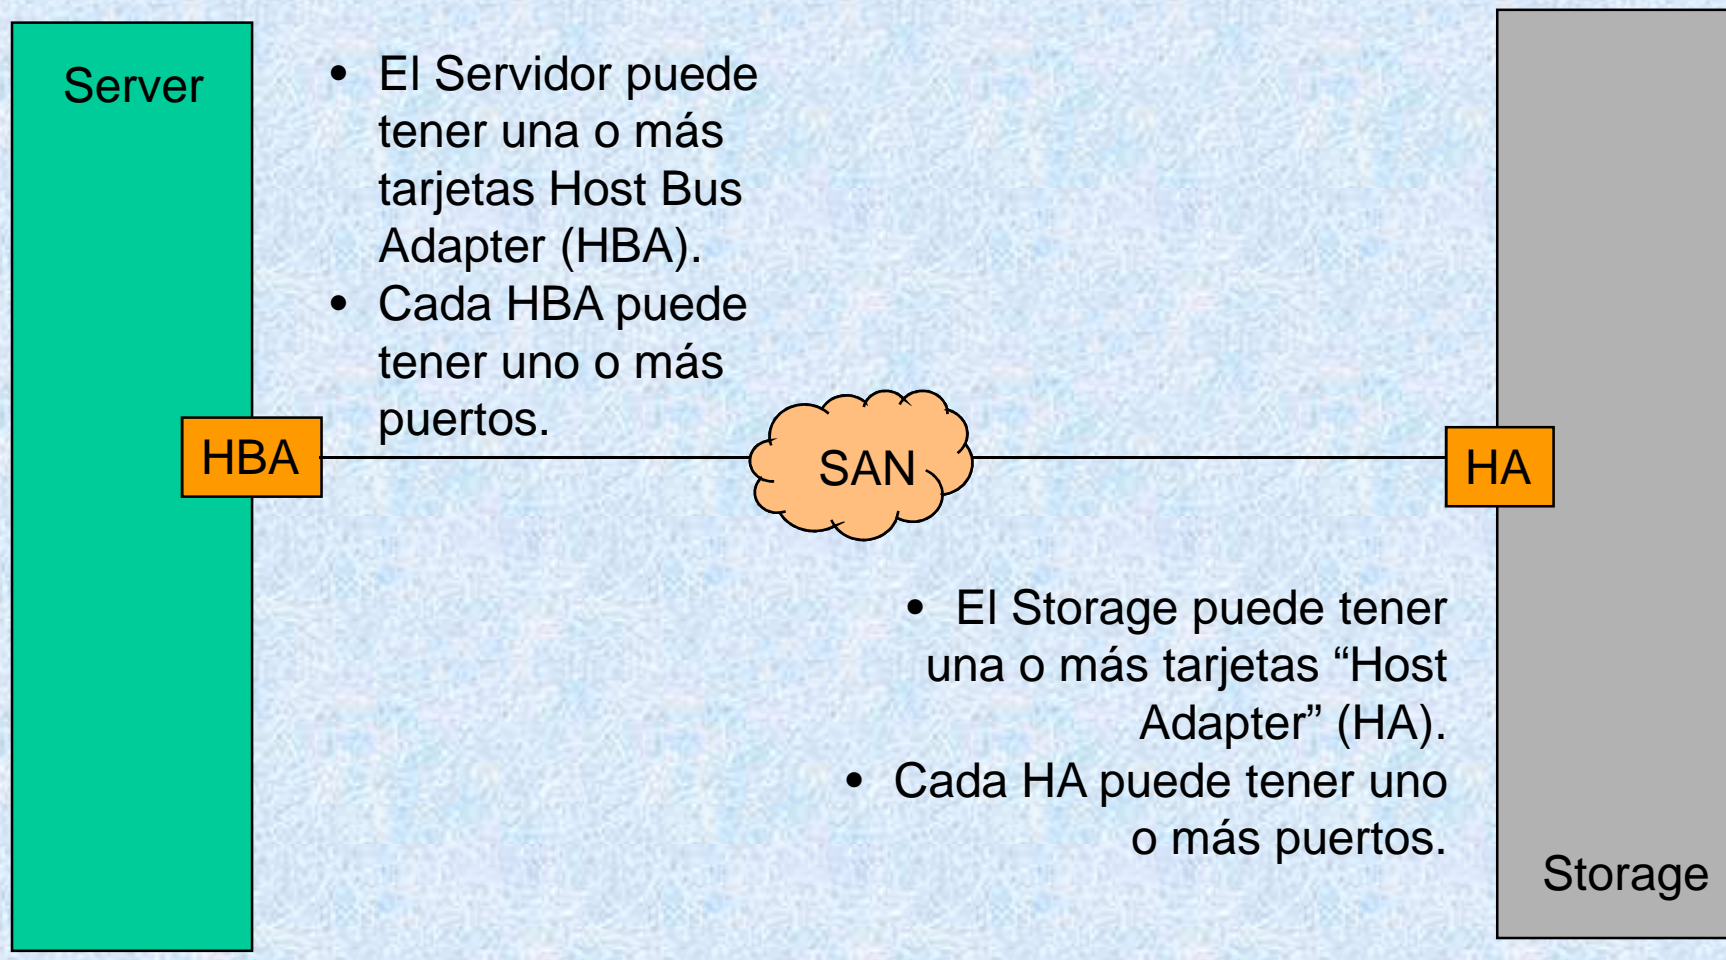 Server
• El Servidor puede
tener una o más
tarjetas Host Bus
Adapter (HBA).
• Cada HBA puede
tener uno o más
puertos.
HBA
SAN
HA
• El Storage puede tener
una o más tarjetas “Host
Adapter” (HA).
• Cada HA puede tener uno
o más puertos.
Storage